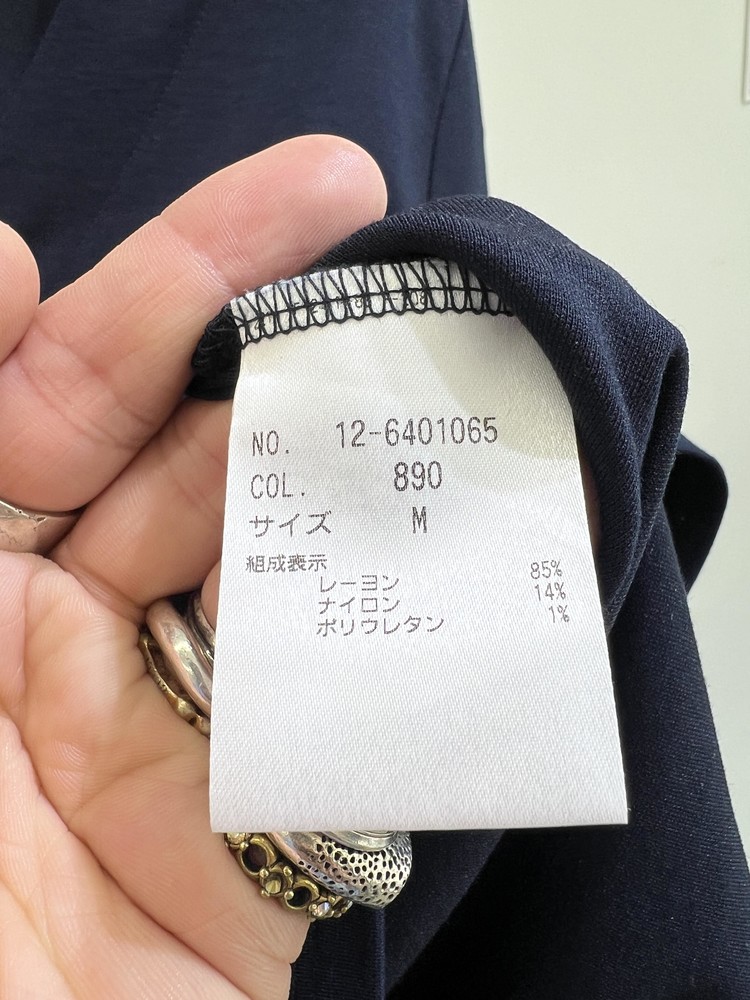 NO. 12-6401065
COL. 890
サイズ M
組成表示
レーヨン 85%
ナイロン 14%
ポリウレタン 1%